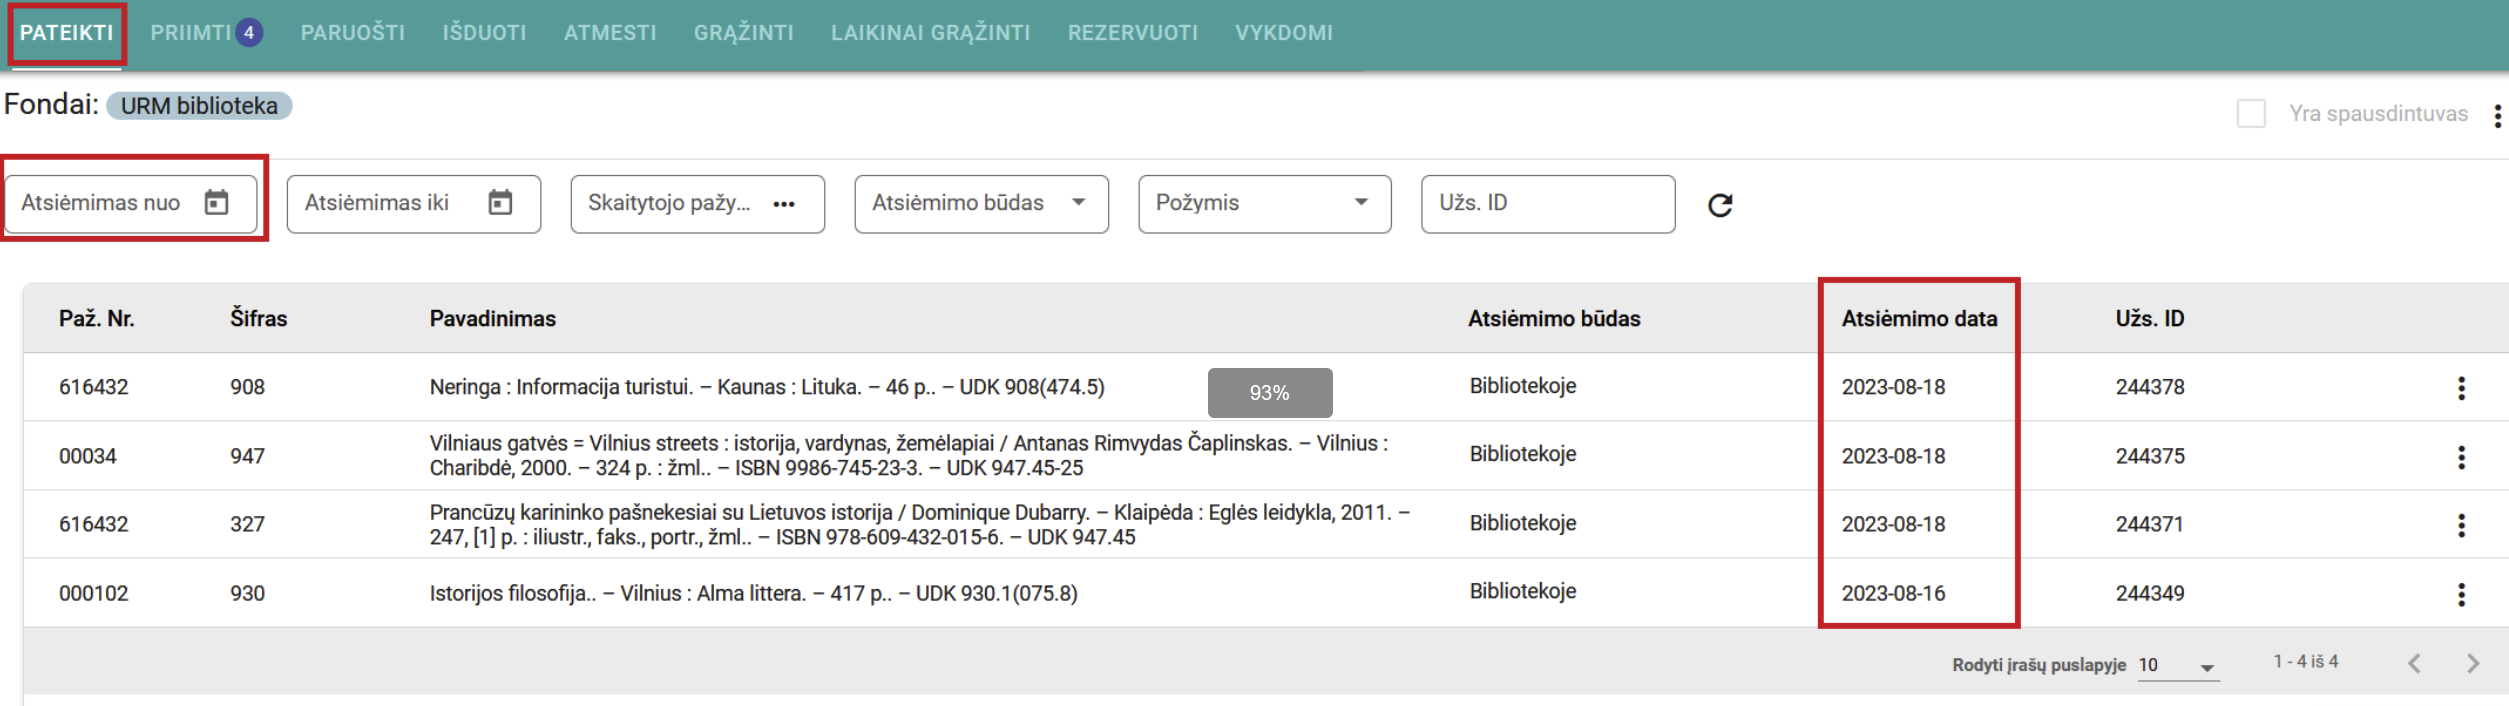 PATEIKTI PRIIMTI 4 PARUOŠTI IŠDUOTI ATMESTI GRĄŽINTI LAIKINAI GRĄŽINTI REZERVUOTI VYKDOMI
Fondai: URM biblioteka
Yra spausdintuvas
Atsiėmimas nuo Atsiėmimas iki Skaitytojo pažy... Atsiėmimo būdas Požymis Užs. ID
Paž. Nr. Šifras Pavadinimas Atsiėmimo būdas Atsiėmimo data Užs. ID
616432 908 Neringa : Informacija turistui. – Kaunas : Lituka. – 46 p.. – UDK 908(474.5) 93% Bibliotekoje 2023-08-18 244378
00034 947 Vilniaus gatvės = Vilnius streets : istorija, vardynas, žemėlapiai / Antanas Rimvydas Čaplinskas. – Vilnius : Bibliotekoje 2023-08-18 244375
Charibdė, 2000. – 324 p. : žml.. – ISBN 9986-745-23-3. – UDK 947.45-25
616432 327 Prancūzų karininko pašnekesiai su Lietuvos istorija / Dominique Dubarry. – Klaipėda : Eglės leidykla, 2011. – Bibliotekoje 2023-08-18 244371
247, [1] p. : iliustr., faks., portr., žml.. – ISBN 978-609-432-015-6. – UDK 947.45
000102 930 Istorijos filosofija.. – Vilnius : Alma littera. – 417 p.. – UDK 930.1(075.8) Bibliotekoje 2023-08-16 244349
Rodyti įrašų puslapyje 10 1 - 4 iš 4